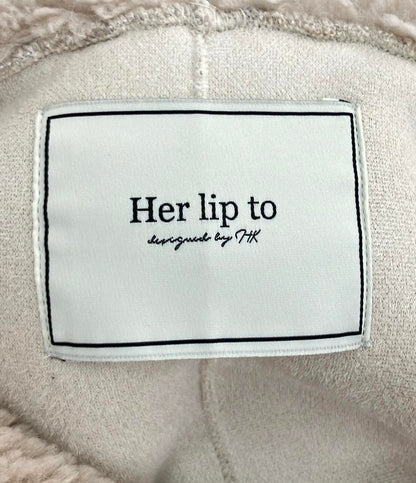 Her lip to
designed by HK